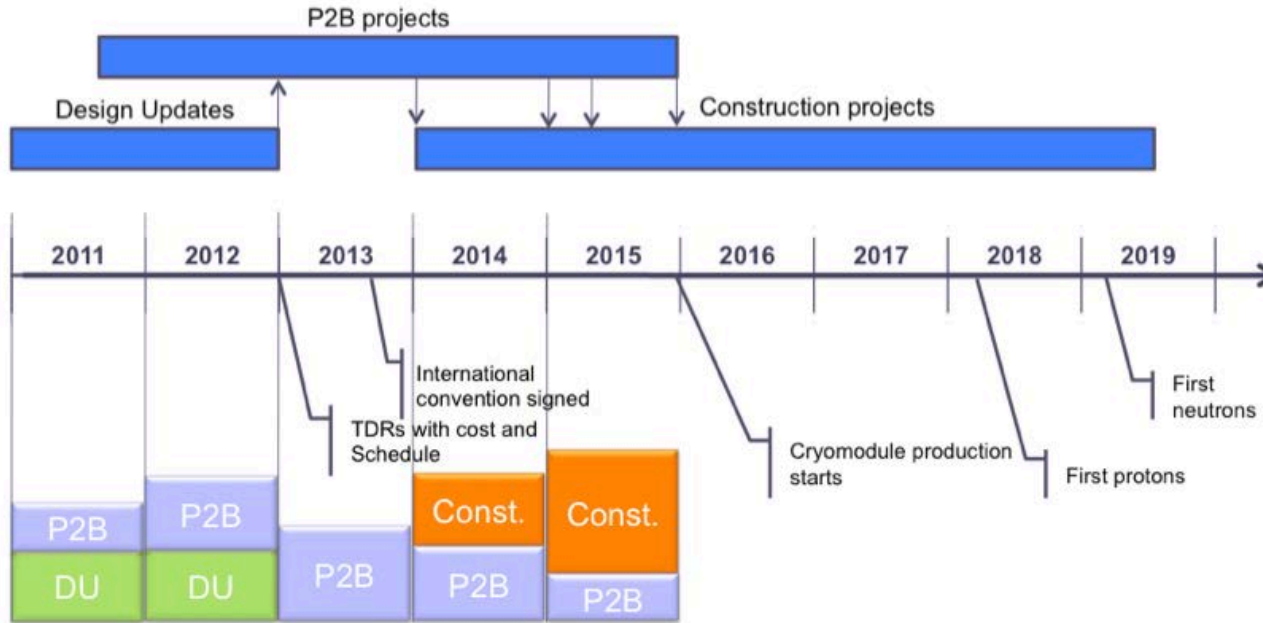 P2B projects
Design Updates
Construction projects
2011 2012 2013 2014 2015 2016 2017 2018 2019
International
convention signed
TDRs with cost and
Schedule
Cryomodule production
starts
First protons
First
neutrons
P2B
DU
P2B
DU
P2B
Const.
P2B
Const.
P2B